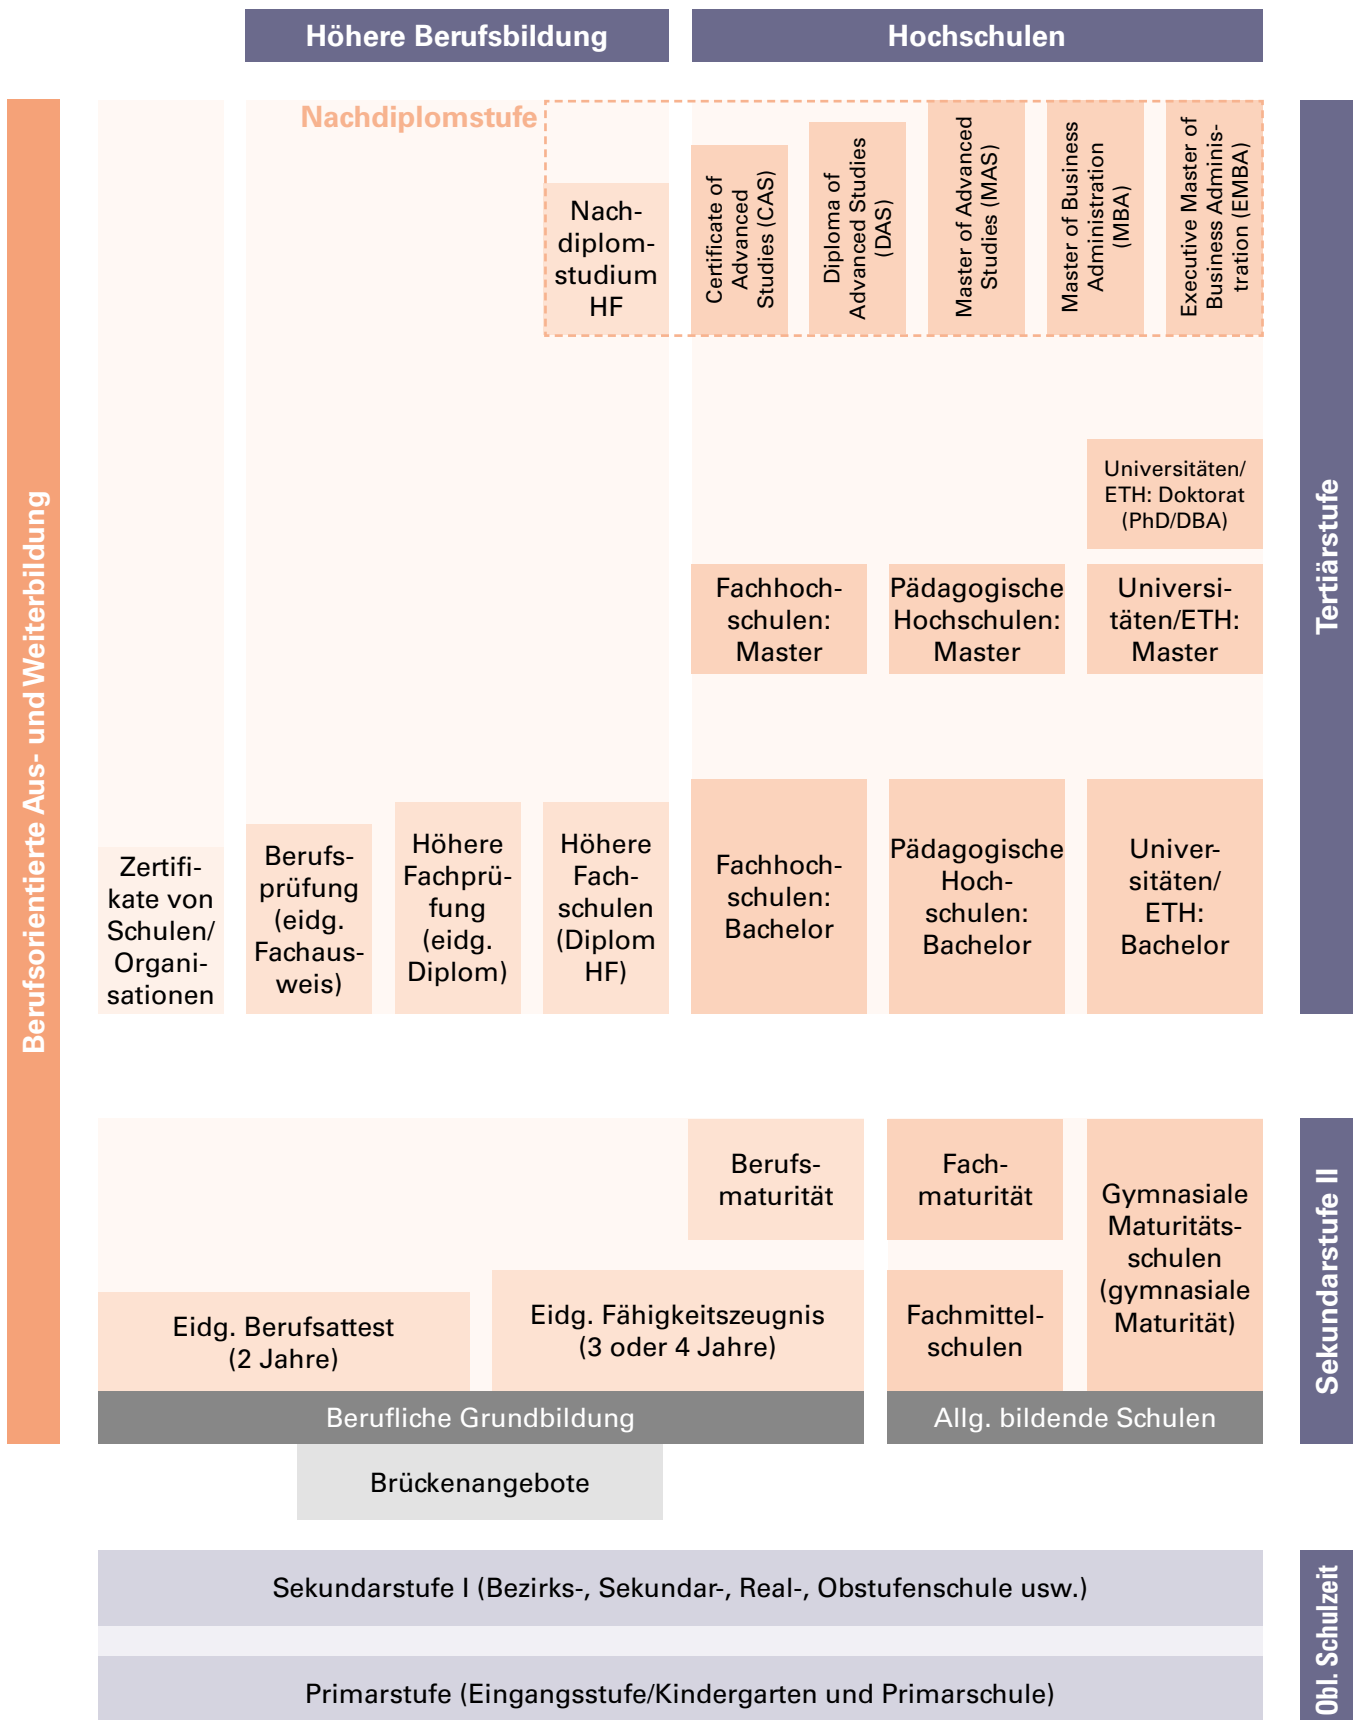 Höhere Berufsbildung
Hochschulen
Nachdiplomstufe
Nach-
diplom-
studium
HF
Certificate of
Advanced
Studies (CAS)
Diploma of
Advanced Studies
(DAS)
Master of Advanced
Studies (MAS)
Master of Business
Administration
(MBA)
Executive Master of
Business Adminis-
tration (EMBA)
Universitäten/
ETH: Doktorat
(PhD/DBA)
Fachhoch-
schulen:
Master
Pädagogische
Hochschulen:
Master
Universi-
täten/ETH:
Master
Zertifi-
kate von
Schulen/
Organi-
sationen
Berufs-
prüfung
(eidg.
Fachaus-
weis)
Höhere
Fachprü-
fung
(eidg.
Diplom)
Höhere
Fach-
schulen
(Diplom
HF)
Fachhoch-
schulen:
Bachelor
Pädagogische
Hoch-
schulen:
Bachelor
Univer-
sitäten/
ETH:
Bachelor
Tertiärstufe
Berufsorientierte Aus- und Weiterbildung
Berufs-
maturität
Fach-
maturität
Gymnasiale
Maturitäts-
schulen
(gymnasiale
Maturität)
Eidg. Berufsattest
(2 Jahre)
Eidg. Fähigkeitszeugnis
(3 oder 4 Jahre)
Fachmittel-
schulen
Berufliche Grundbildung
Allg. bildende Schulen
Sekundarstufe II
Brückenangebote
Sekundarstufe I (Bezirks-, Sekundar-, Real-, Obstufenschule usw.)
Primarstufe (Eingangsstufe/Kindergarten und Primarschule)
Obl. Schulzeit